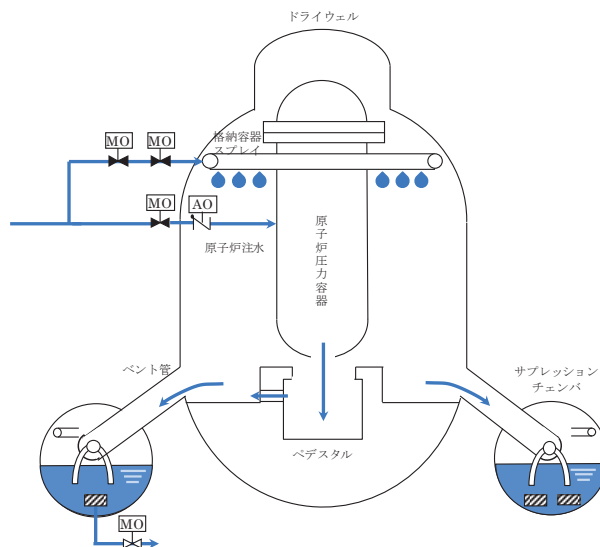 ドライウェル
MO
MO
格納容器
スプレイ
MO
AO
原子炉注水
原子炉圧力容器
ベント管
サプレッション
チェンバ
ペデスタル
MO